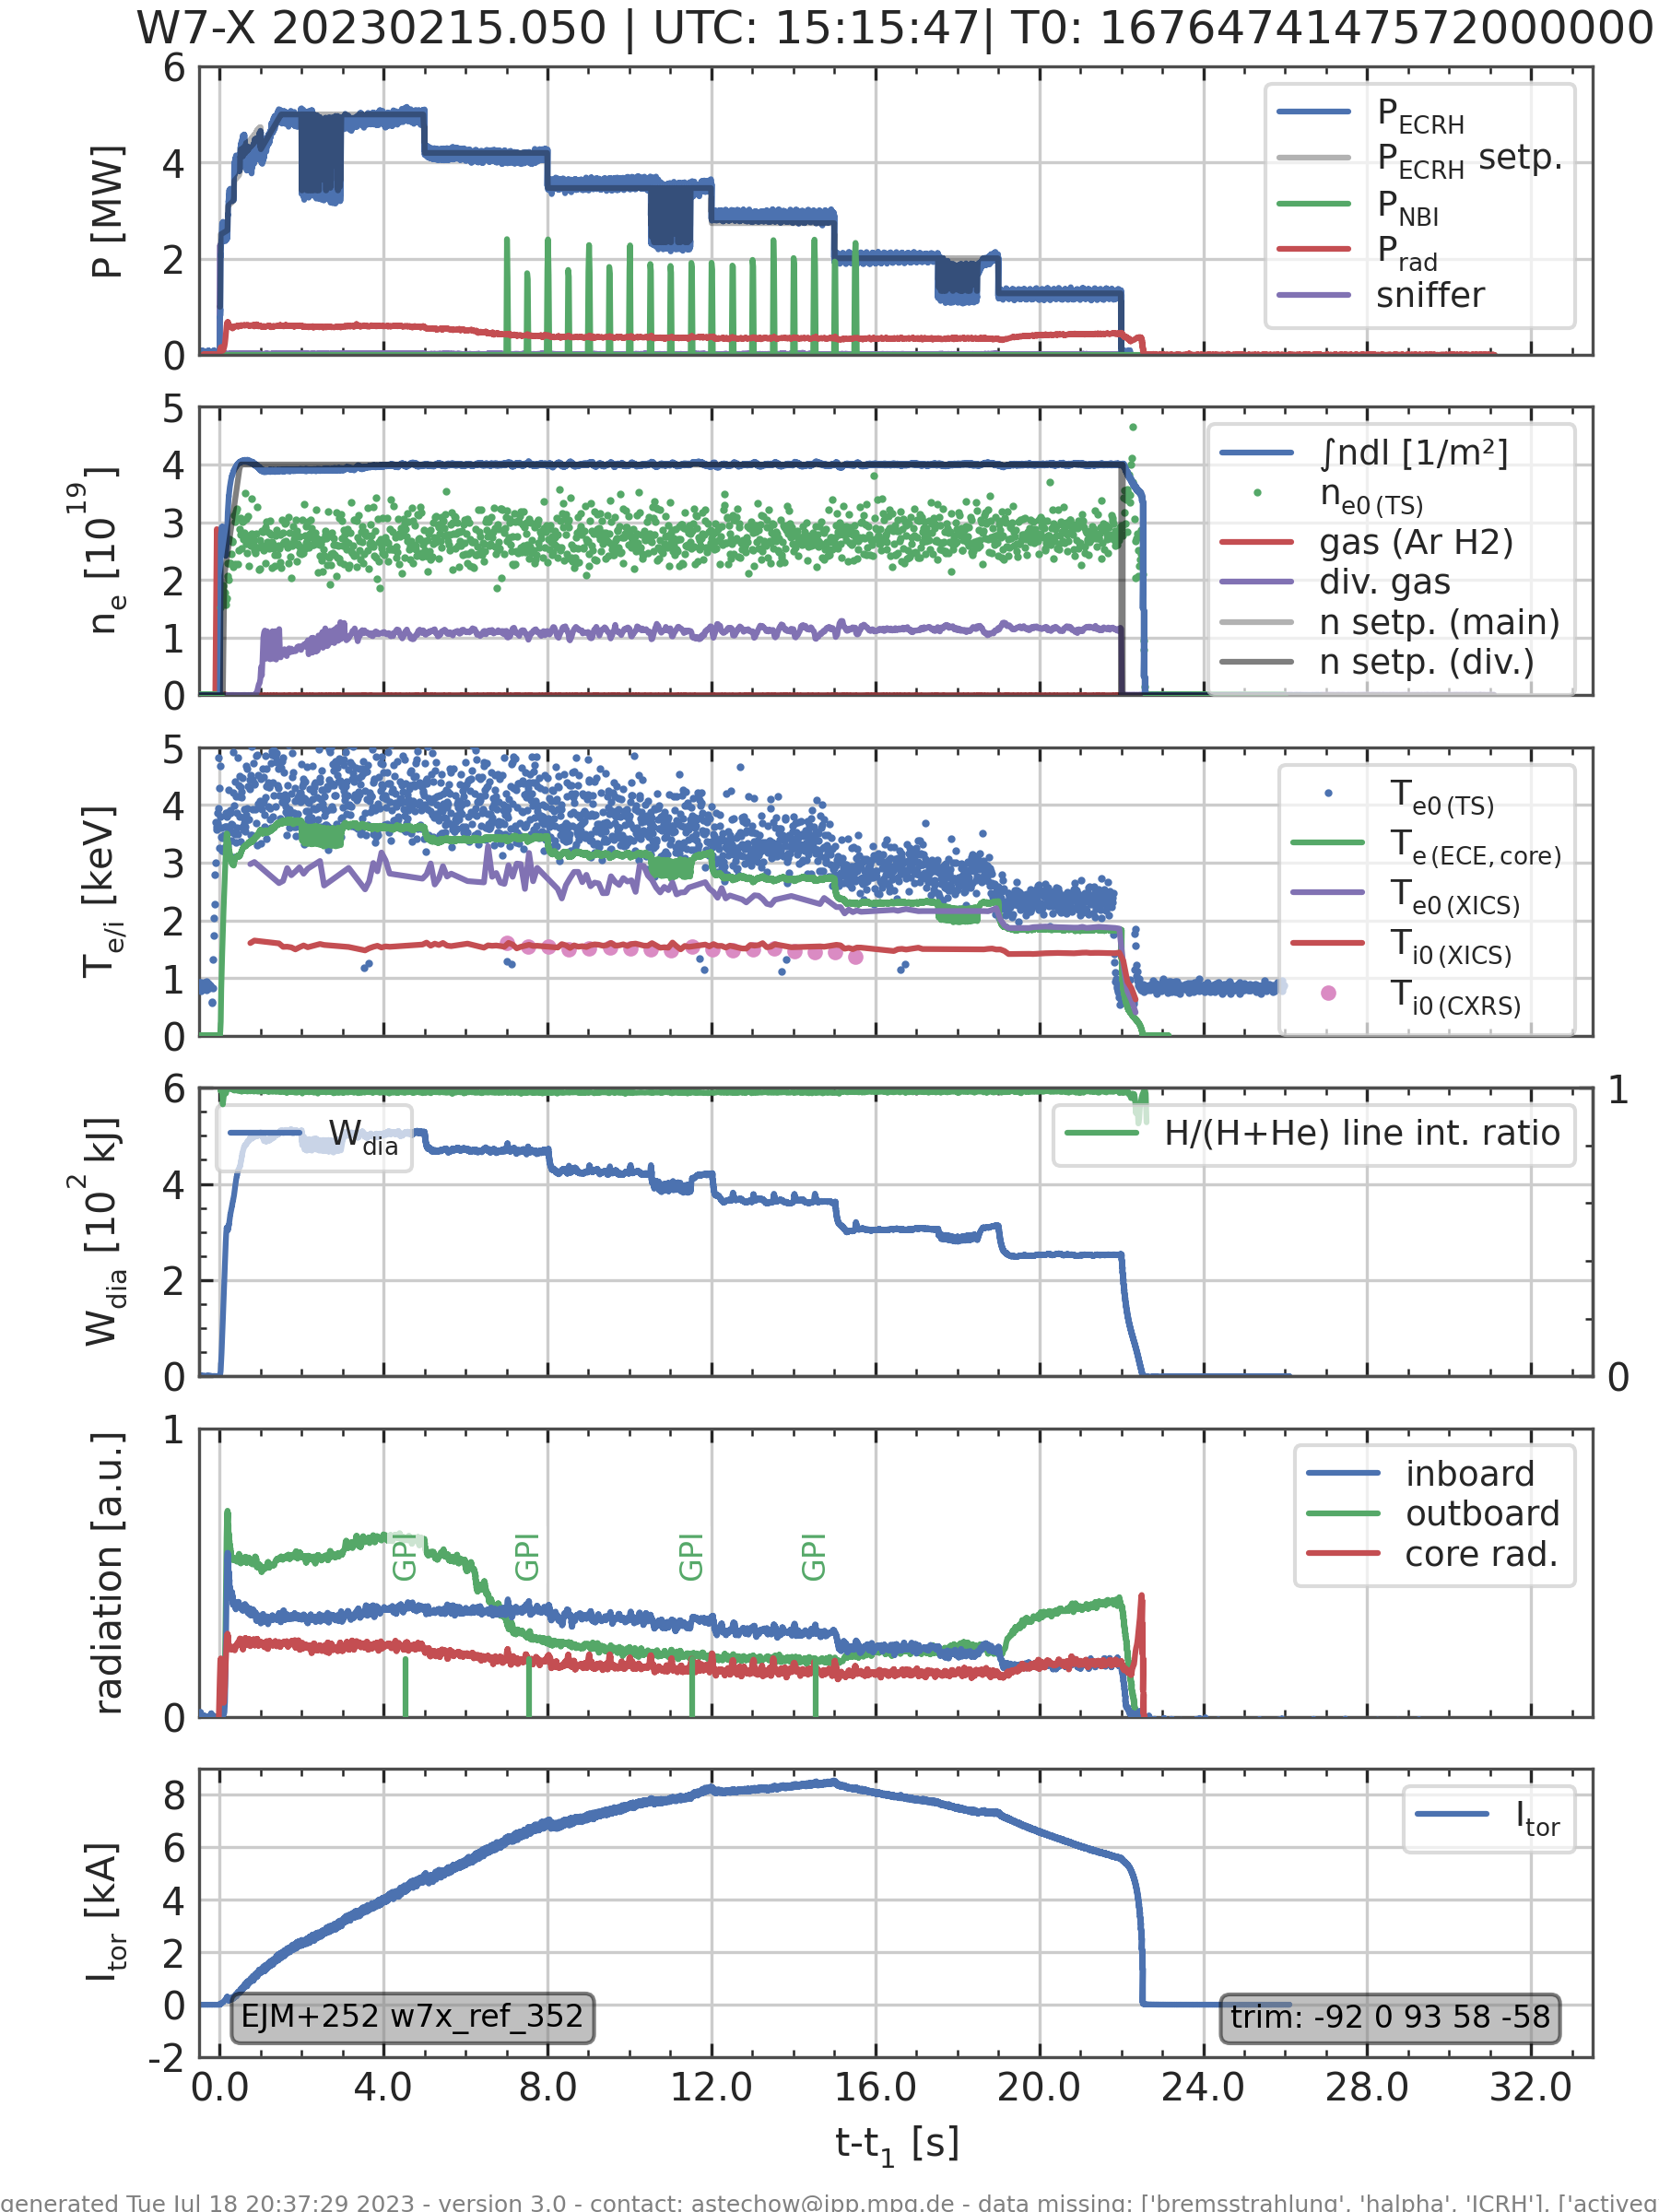 W7-X 20230215.050 | UTC: 15:15:47| T0: 1676474147572000000
P [MW]
6
4
2
0
P_ECRH
P_ECRH setp.
P_NBI
P_rad
sniffer
n_e [10^19]
5
4
3
2
1
0
∫ndl [1/m²]
n_e0 (TS)
gas (Ar H2)
div. gas
n setp. (main)
n setp. (div.)
T_e/i [keV]
5
4
3
2
1
0
T_e0 (TS)
T_e (ECE, core)
T_e0 (XICS)
T_i0 (XICS)
T_i0 (CXRS)
W_dia [10^2 kJ]
6
4
2
0
W_dia
H/(H+He) line int. ratio
1
0
radiation [a.u.]
1
0
GPI
GPI
GPI
GPI
inboard
outboard
core rad.
I_tor [kA]
8
6
4
2
0
-2
I_tor
EJM+252 w7x_ref_352
trim: -92 0 93 58 -58
0.0 4.0 8.0 12.0 16.0 20.0 24.0 28.0 32.0
t-t_1 [s]
generated Tue Jul 18 20:37:29 2023 - version 3.0 - contact: astechow@ipp.mpg.de - data missing: ['bremsstrahlung', 'halpha', 'ICRH'], ['activeg